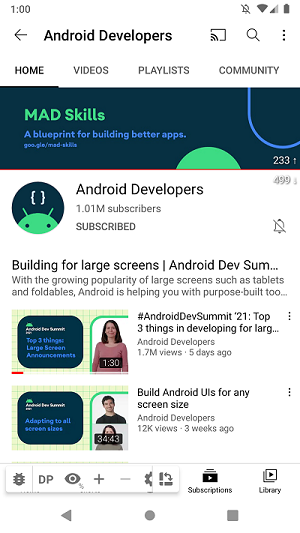 1:00
Android Developers
HOME VIDEOS PLAYLISTS COMMUNITY
MAD Skills
A blueprint for building better apps.
goo.gle/mad-skills
233 ↑
499 ↓
{ }
Android Developers
1.01M subscribers
SUBSCRIBED
Building for large screens | Android Dev Sum...
With the growing popularity of large screens such as tablets
and foldables, Android is helping you with purpose-built too...
Android Dev Summit
2021
Top 3 things:
Large Screen
Announcements
1:30
#AndroidDevSummit '21: Top
3 things in developing for larg...
Android Developers
1.7M views · 5 days ago
Android Dev Summit
2021
Adapting to all
screen sizes
34:43
Build Android UIs for any
screen size
Android Developers
12K views · 3 weeks ago
DP % + −
Subscriptions
Library